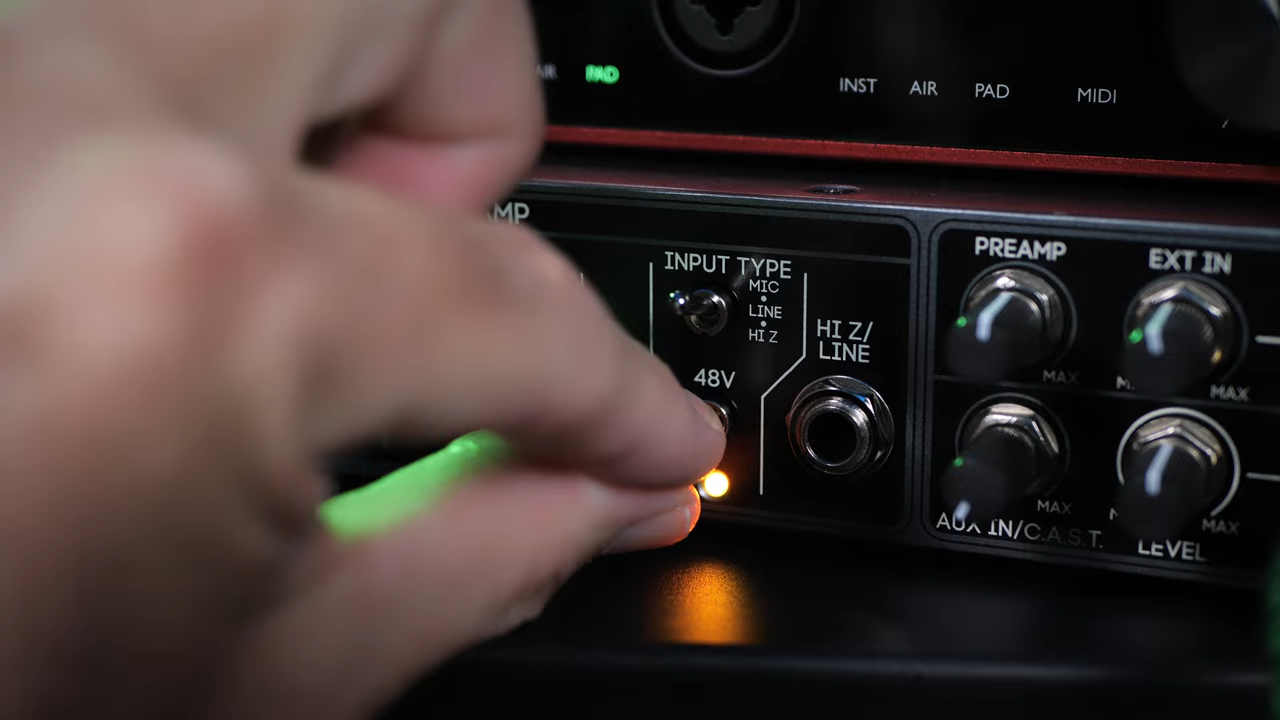 PAD
INST AIR PAD MIDI
INPUT TYPE
MIC
LINE
HI Z
48V
HI Z/
LINE
PREAMP
EXT IN
MAX
MAX
MAX
AUX IN/C.A.S.T.
MAX
LEVEL